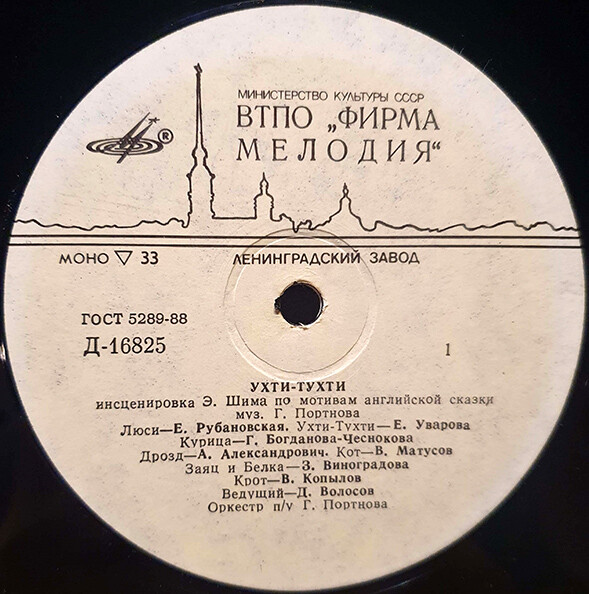 МИНИСТЕРСТВО КУЛЬТУРЫ СССР
ВТПО „ФИРМА
МЕЛОДИЯ“
®
МОНО ▽ 33 ЛЕНИНГРАДСКИЙ ЗАВОД
ГОСТ 5289-88
Д-16825
1
УХТИ-ТУХТИ
инсценировка Э. Шима по мотивам английской сказки
муз. Г. Портнова
Люси—Е. Рубановская. Ухти-Тухти—Е. Уварова
Курица—Г. Богданова-Чеснокова
Дрозд—А. Александрович. Кот—В. Матусов
Заяц и Белка—З. Виноградова
Крот—В. Копылов
Ведущий—Д. Волосов
Оркестр п/у Г. Портнова